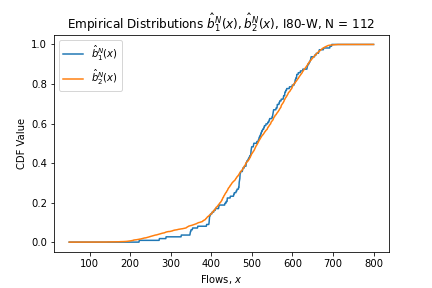 Empirical Distributions $\hat{b}_1^N(x), \hat{b}_2^N(x)$, I80-W, N = 112
$\hat{b}_1^N(x)$
$\hat{b}_2^N(x)$
CDF Value
1.0
0.8
0.6
0.4
0.2
0.0
100 200 300 400 500 600 700 800
Flows, $x$